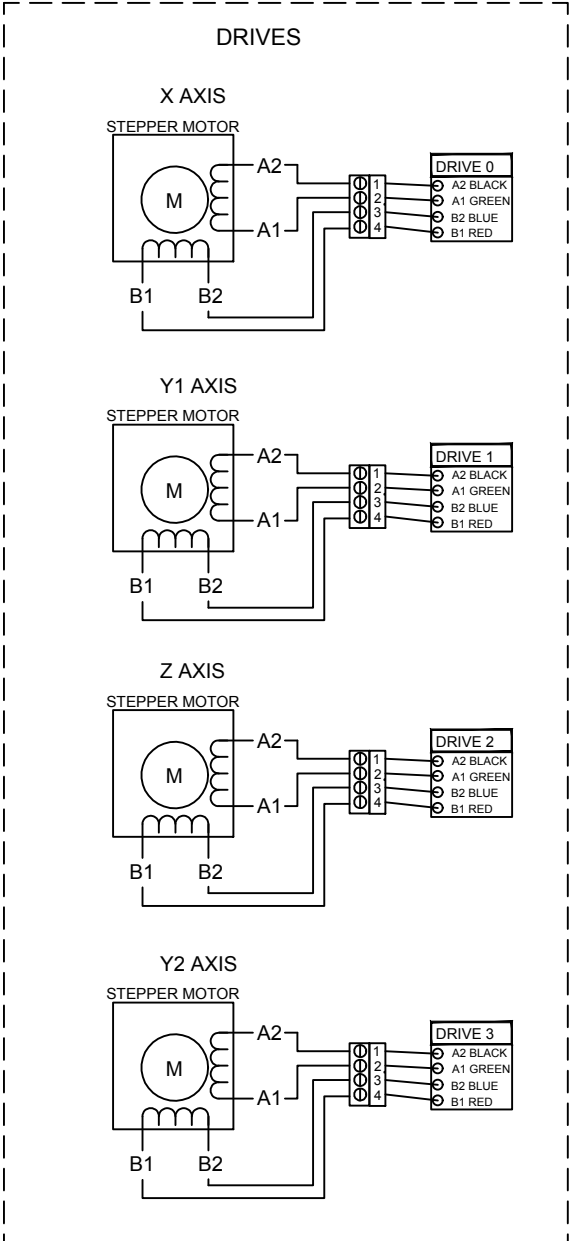 DRIVES
X AXIS
STEPPER MOTOR
M
A2
A1
B1 B2
1
2
3
4
DRIVE 0
A2 BLACK
A1 GREEN
B2 BLUE
B1 RED
Y1 AXIS
STEPPER MOTOR
M
A2
A1
B1 B2
1
2
3
4
DRIVE 1
A2 BLACK
A1 GREEN
B2 BLUE
B1 RED
Z AXIS
STEPPER MOTOR
M
A2
A1
B1 B2
1
2
3
4
DRIVE 2
A2 BLACK
A1 GREEN
B2 BLUE
B1 RED
Y2 AXIS
STEPPER MOTOR
M
A2
A1
B1 B2
1
2
3
4
DRIVE 3
A2 BLACK
A1 GREEN
B2 BLUE
B1 RED